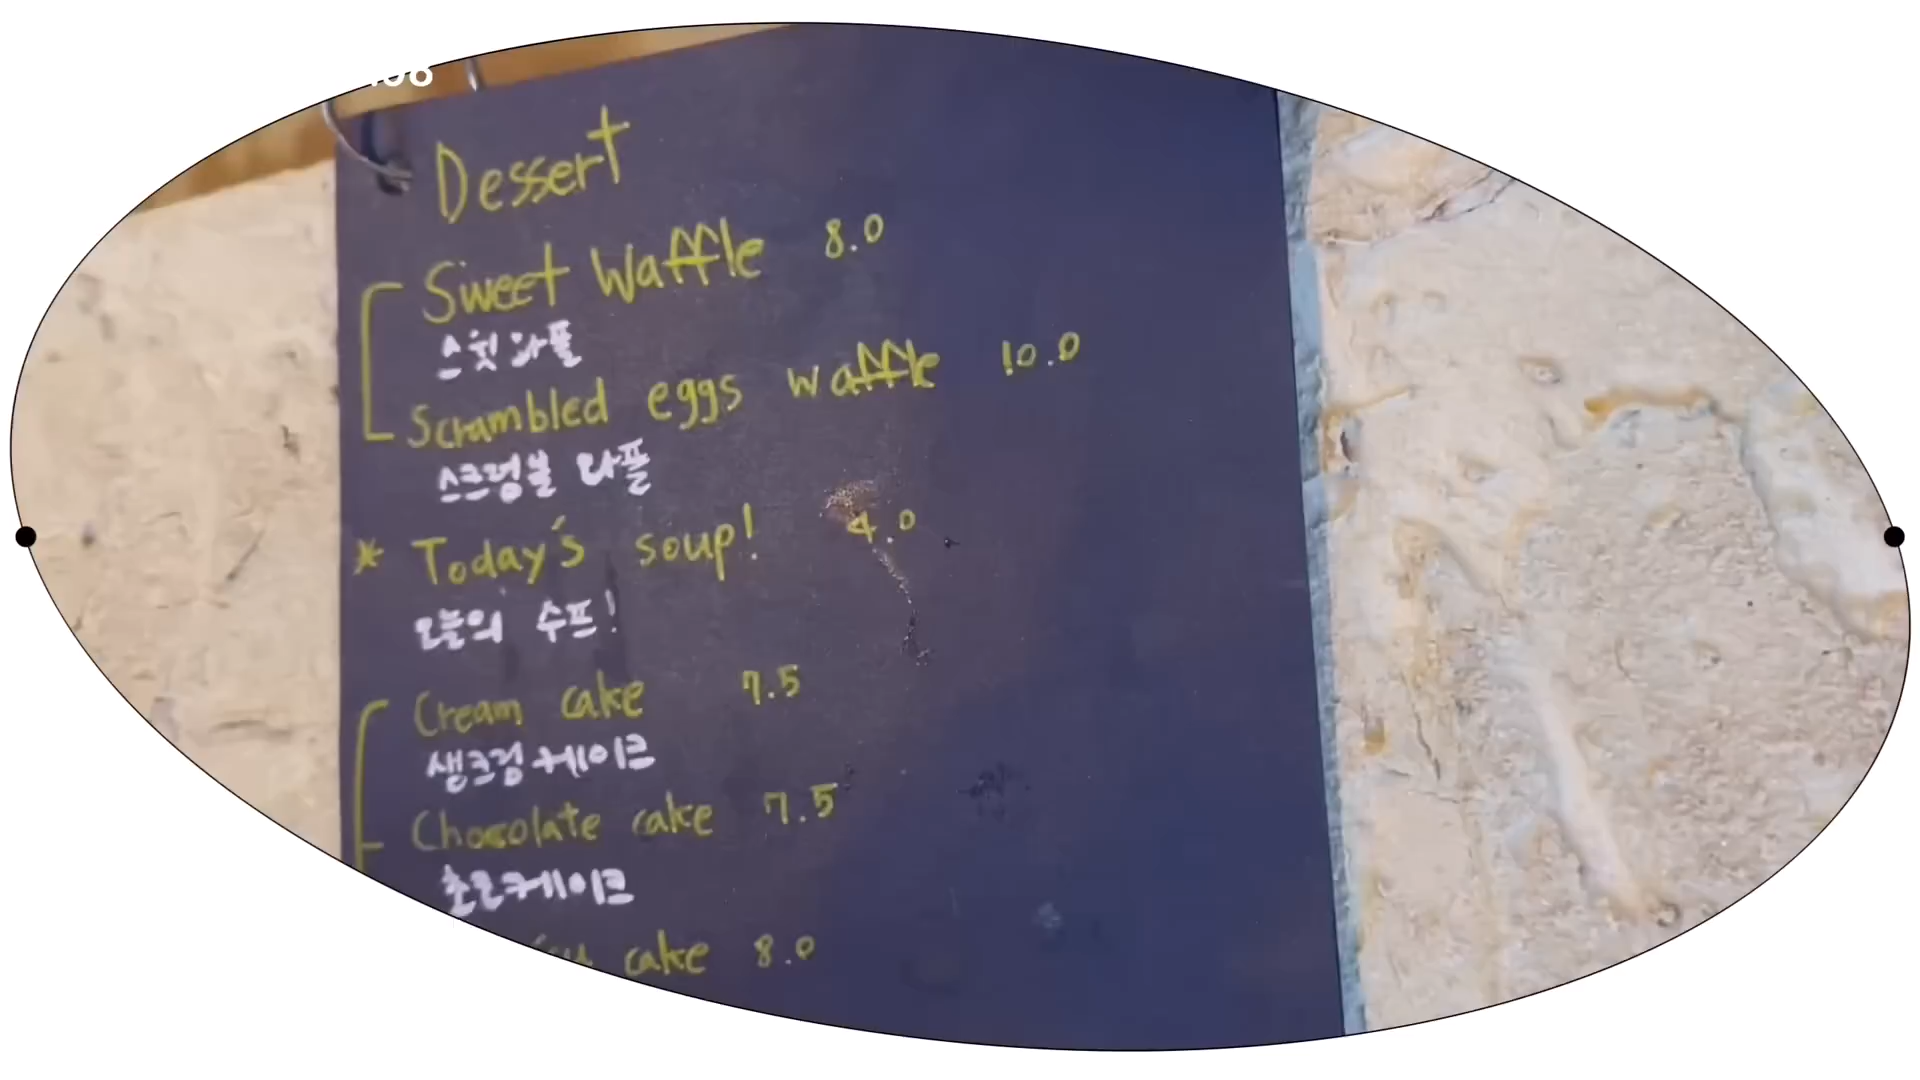 Dessert
Sweet Waffle 8.0
스윗 와플
Scrambled eggs waffle 10.0
스크럼블 와플
* Today's soup! 4.0
오늘의 수프!
Cream cake 7.5
생크림케이크
Chocolate cake 7.5
초코케이크
cake 8.0